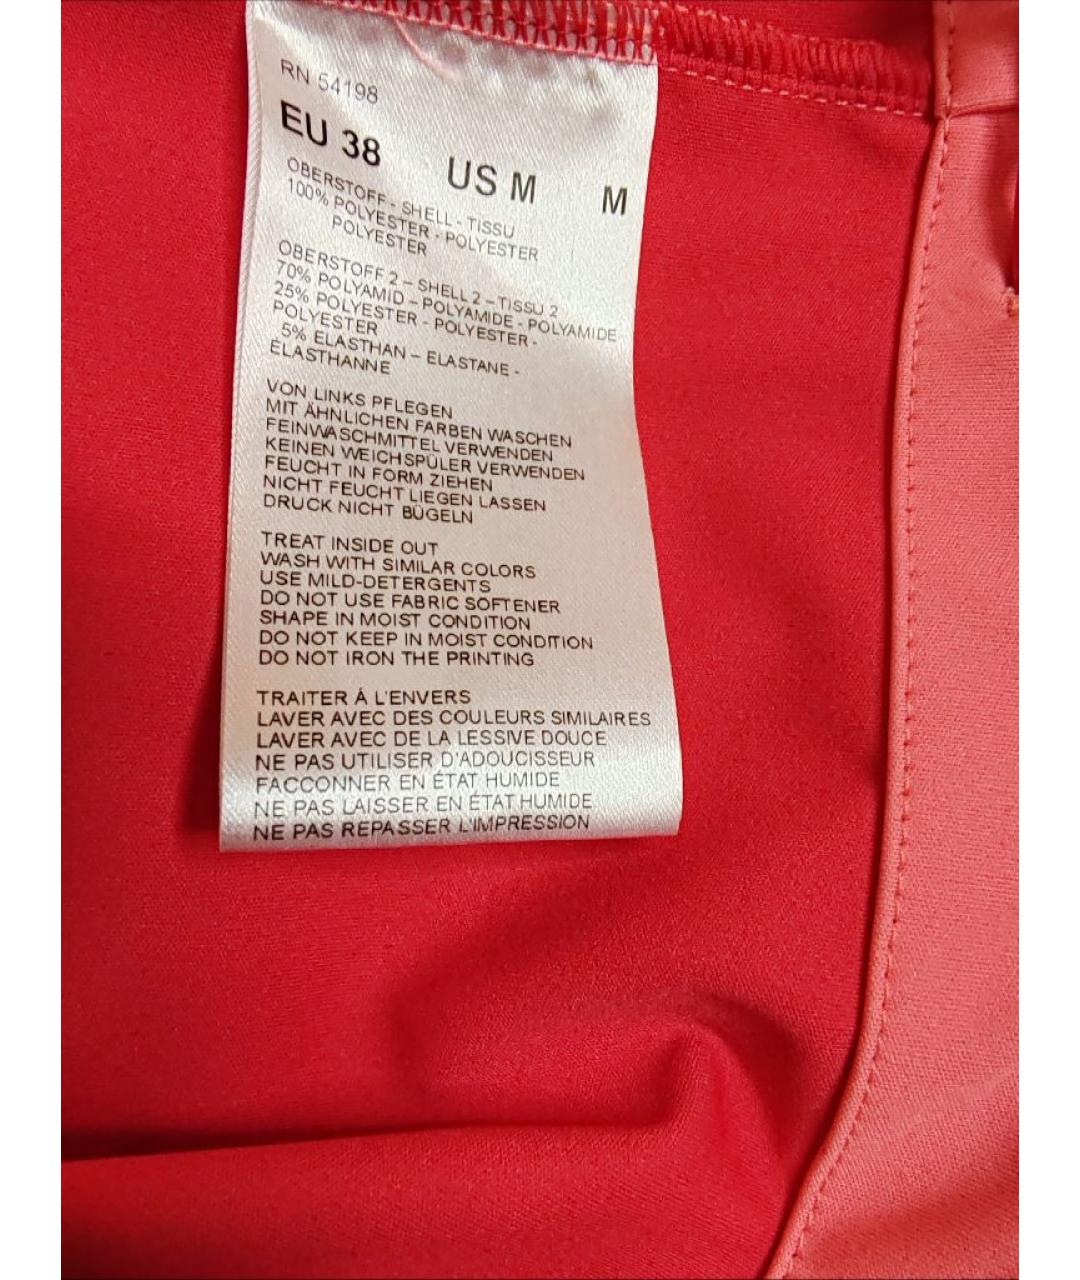 RN 54198
EU 38 US M M
OBERSTOFF - SHELL - TISSU
100% POLYESTER - POLYESTER
POLYESTER
OBERSTOFF 2 – SHELL 2 – TISSU 2
70% POLYAMID – POLYAMIDE - POLYAMIDE
25% POLYESTER - POLYESTER -
POLYESTER
5% ELASTHAN – ELASTANE -
ÉLASTHANNE
VON LINKS PFLEGEN
MIT ÄHNLICHEN FARBEN WASCHEN
FEINWASCHMITTEL VERWENDEN
KEINEN WEICHSPÜLER VERWENDEN
FEUCHT IN FORM ZIEHEN
NICHT FEUCHT LIEGEN LASSEN
DRUCK NICHT BÜGELN
TREAT INSIDE OUT
WASH WITH SIMILAR COLORS
USE MILD-DETERGENTS
DO NOT USE FABRIC SOFTENER
SHAPE IN MOIST CONDITION
DO NOT KEEP IN MOIST CONDITION
DO NOT IRON THE PRINTING
TRAITER Á L'ENVERS
LAVER AVEC DES COULEURS SIMILAIRES
LAVER AVEC DE LA LESSIVE DOUCE
NE PAS UTILISER D'ADOUCISSEUR
FACCONNER EN ÉTAT HUMIDE
NE PAS LAISSER EN ÉTAT HUMIDE
NE PAS REPASSER L'IMPRESSION